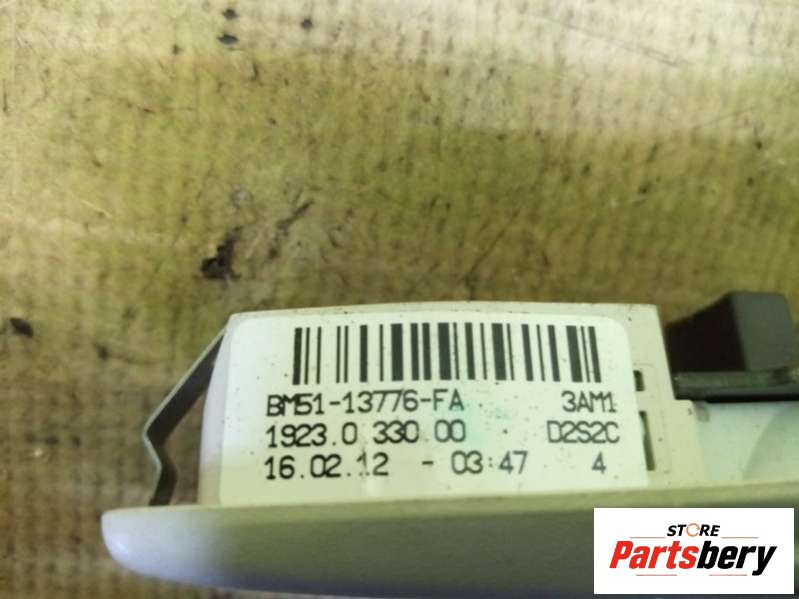 BM51-13776-FA 3AM1
1923.0 330 00 D2S2C
16.02.12 - 03:47 4
STORE
Partsbery